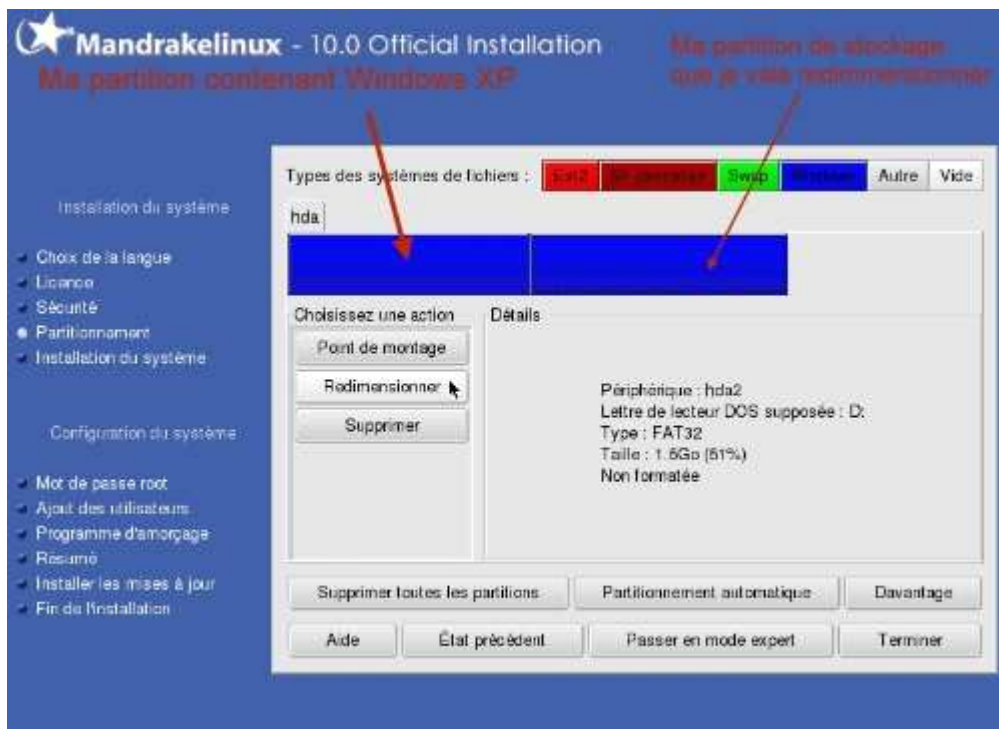 Mandrakelinux - 10.0 Official Installation
Ma partition contenant Windows XP
Ma partition de stockage
que je vais redimmensionner
Types des systèmes de fichiers : Ext2 Swap Windows Autre Vide
Installation du système
hda
Choix de la langue
Licence
Sécurité
Partitionnement
Installation du système
Choisissez une action
Détails
Point de montage
Redimensionner
Supprimer
Périphérique : hda2
Lettre de lecteur DOS supposée : D:
Type : FAT32
Taille : 1.6Go (51%)
Non formatée
Configuration du système
Mot de passe root
Ajout des utilisateurs
Programme d'amorçage
Résumé
Installer les mises à jour
Fin de l'installation
Supprimer toutes les partitions
Partitionnement automatique
Davantage
Aide
État précédent
Passer en mode expert
Terminer